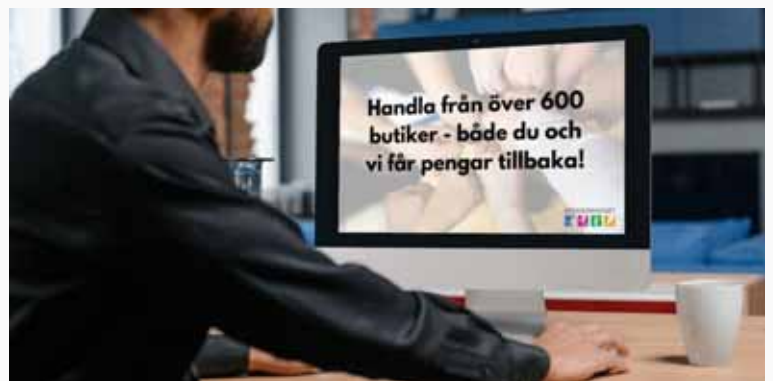 Handla från över 600
butiker - både du och
vi får pengar tillbaka!